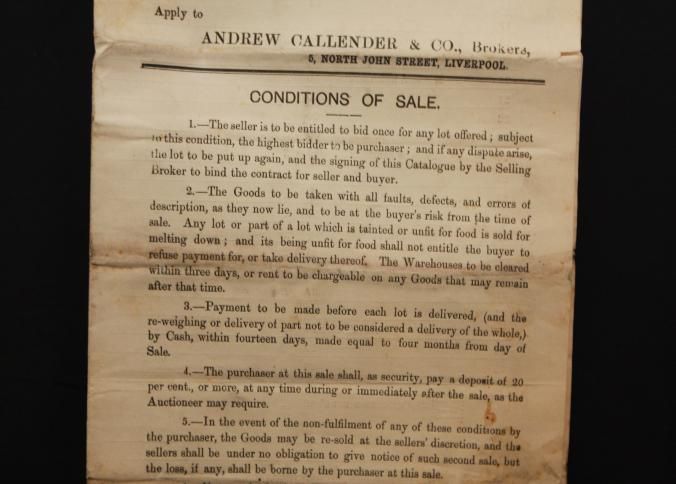 Apply to
ANDREW CALLENDER & CO., Brokers,
5, NORTH JOHN STREET, LIVERPOOL.
CONDITIONS OF SALE.
1.—The seller is to be entitled to bid once for any lot offered; subject
to this condition, the highest bidder to be purchaser; and if any dispute arise,
the lot to be put up again, and the signing of this Catalogue by the Selling
Broker to bind the contract for seller and buyer.
2.—The Goods to be taken with all faults, defects, and errors of
description, as they now lie, and to be at the buyer's risk from the time of
sale. Any lot or part of a lot which is tainted or unfit for food is sold for
melting down; and its being unfit for food shall not entitle the buyer to
refuse payment for, or take delivery thereof. The Warehouses to be cleared
within three days, or rent to be chargeable on any Goods that may remain
after that time.
3.—Payment to be made before each lot is delivered, (and the
re-weighing or delivery of part not to be considered a delivery of the whole,)
by Cash, within fourteen days, made equal to four months from day of
Sale.
4.—The purchaser at this sale shall, as security, pay a deposit of 20
per cent., or more, at any time during or immediately after the sale, as the
Auctioneer may require.
5.—In the event of the non-fulfilment of any of these conditions by
the purchaser, the Goods may be re-sold at the sellers' discretion, and the
sellers shall be under no obligation to give notice of such second sale, but
the loss, if any, shall be borne by the purchaser at this sale.